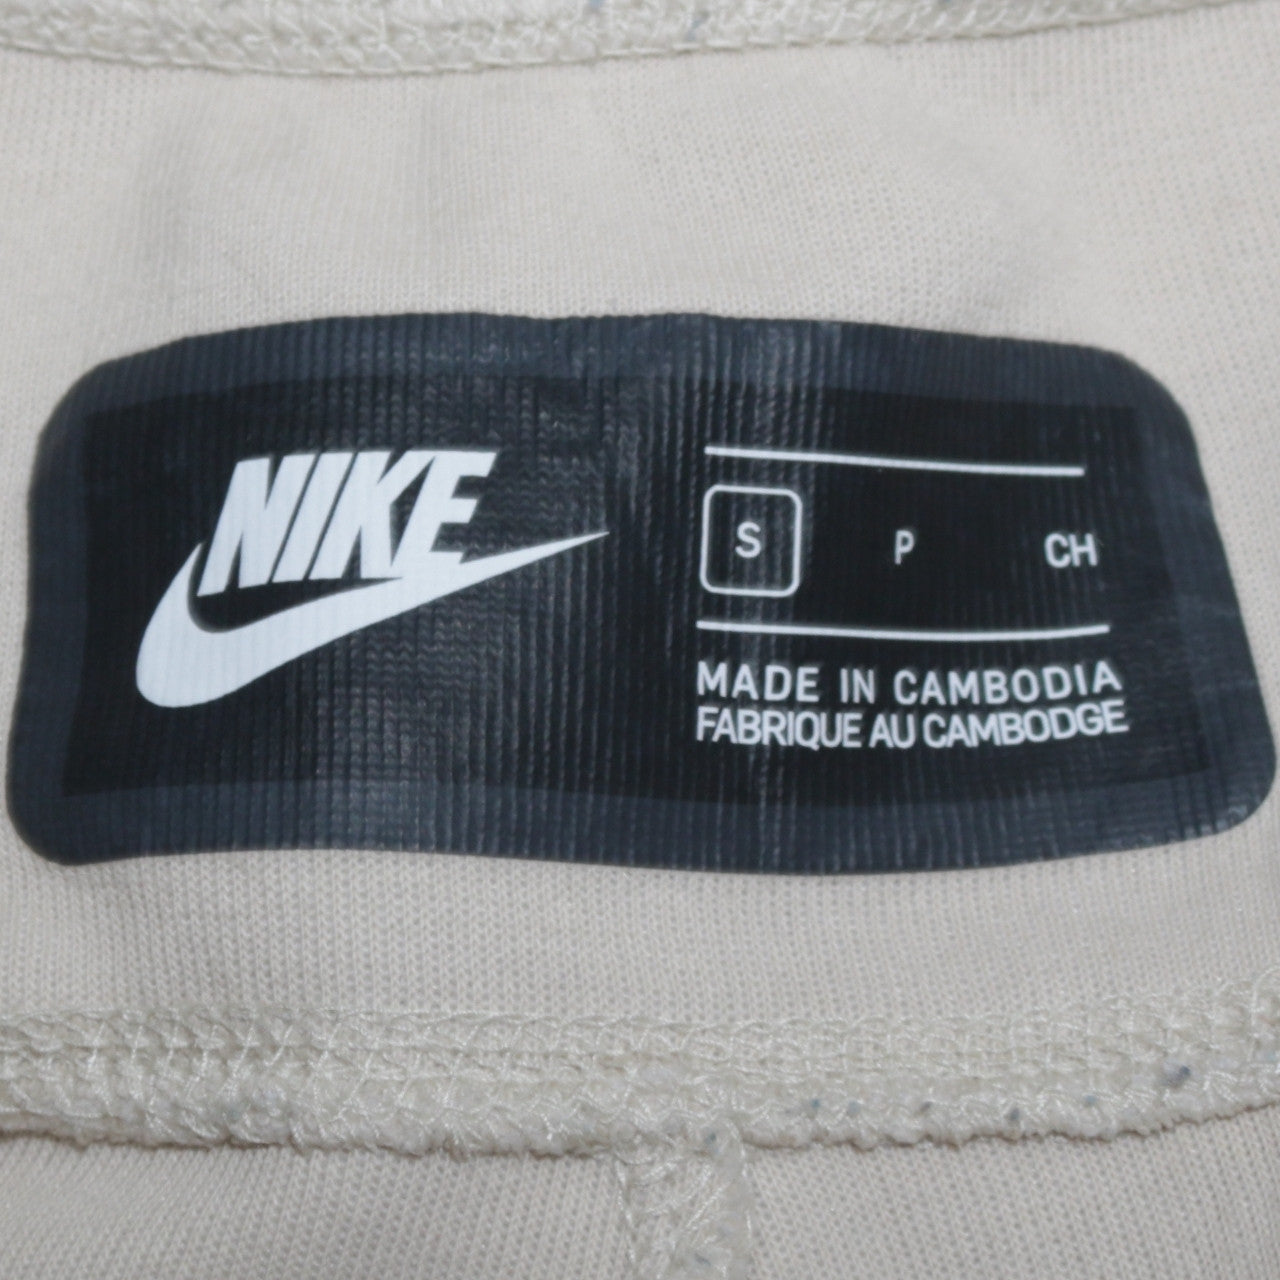 NIKE
S P CH
MADE IN CAMBODIA
FABRIQUE AU CAMBODGE